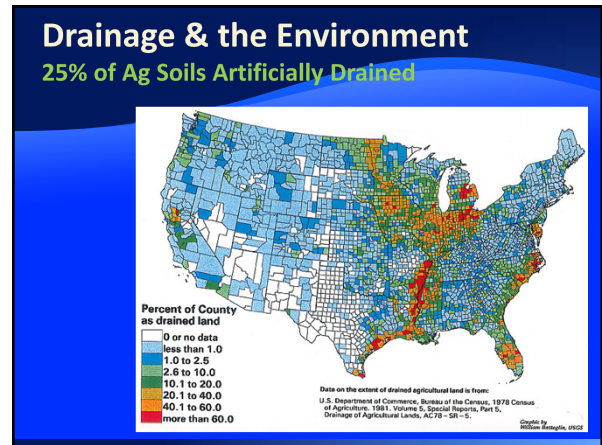 Drainage & the Environment
25% of Ag Soils Artificially Drained
Percent of County
as drained land
0 or no data
less than 1.0
1.0 to 2.5
2.6 to 10.0
10.1 to 20.0
20.1 to 40.0
40.1 to 60.0
more than 60.0
Data on the extent of drained agricultural land is from:
U.S. Department of Commerce, Bureau of the Census, 1978 Census
of Agriculture. 1981. Volume 5, Special Reports, Part 5,
Drainage of Agricultural Lands, AC78-SR-5.
Graphic by
William Battaglin, USGS